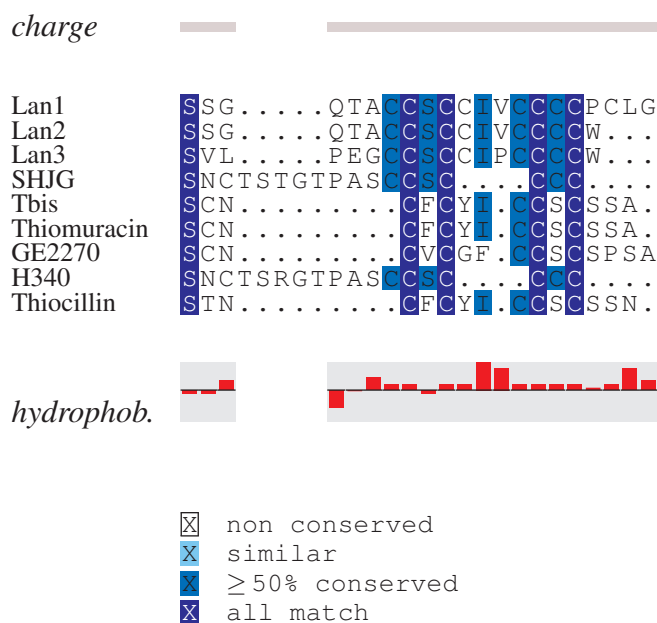 charge
Lan1 SSG.....QTACCSCCIVCCCCPCLG
Lan2 SSG.....QTACCSCCIVCCCCW...
Lan3 SVL.....PEGCCSCCIPCCCCW...
SHJG SNCTSTGTPASCCSC....CCC....
Tbis SCN.........CFCYI.CCSCSSA.
Thiomuracin SCN.........CFCYI.CCSCSSA.
GE2270 SCN.........CVCGF.CCSCSPSA
H340 SNCTSRGTPASCCSC....CCC....
Thiocillin STN.........CFCYI.CCSCSSN.
hydrophob.
X non conserved
X similar
X ≥50% conserved
X all match